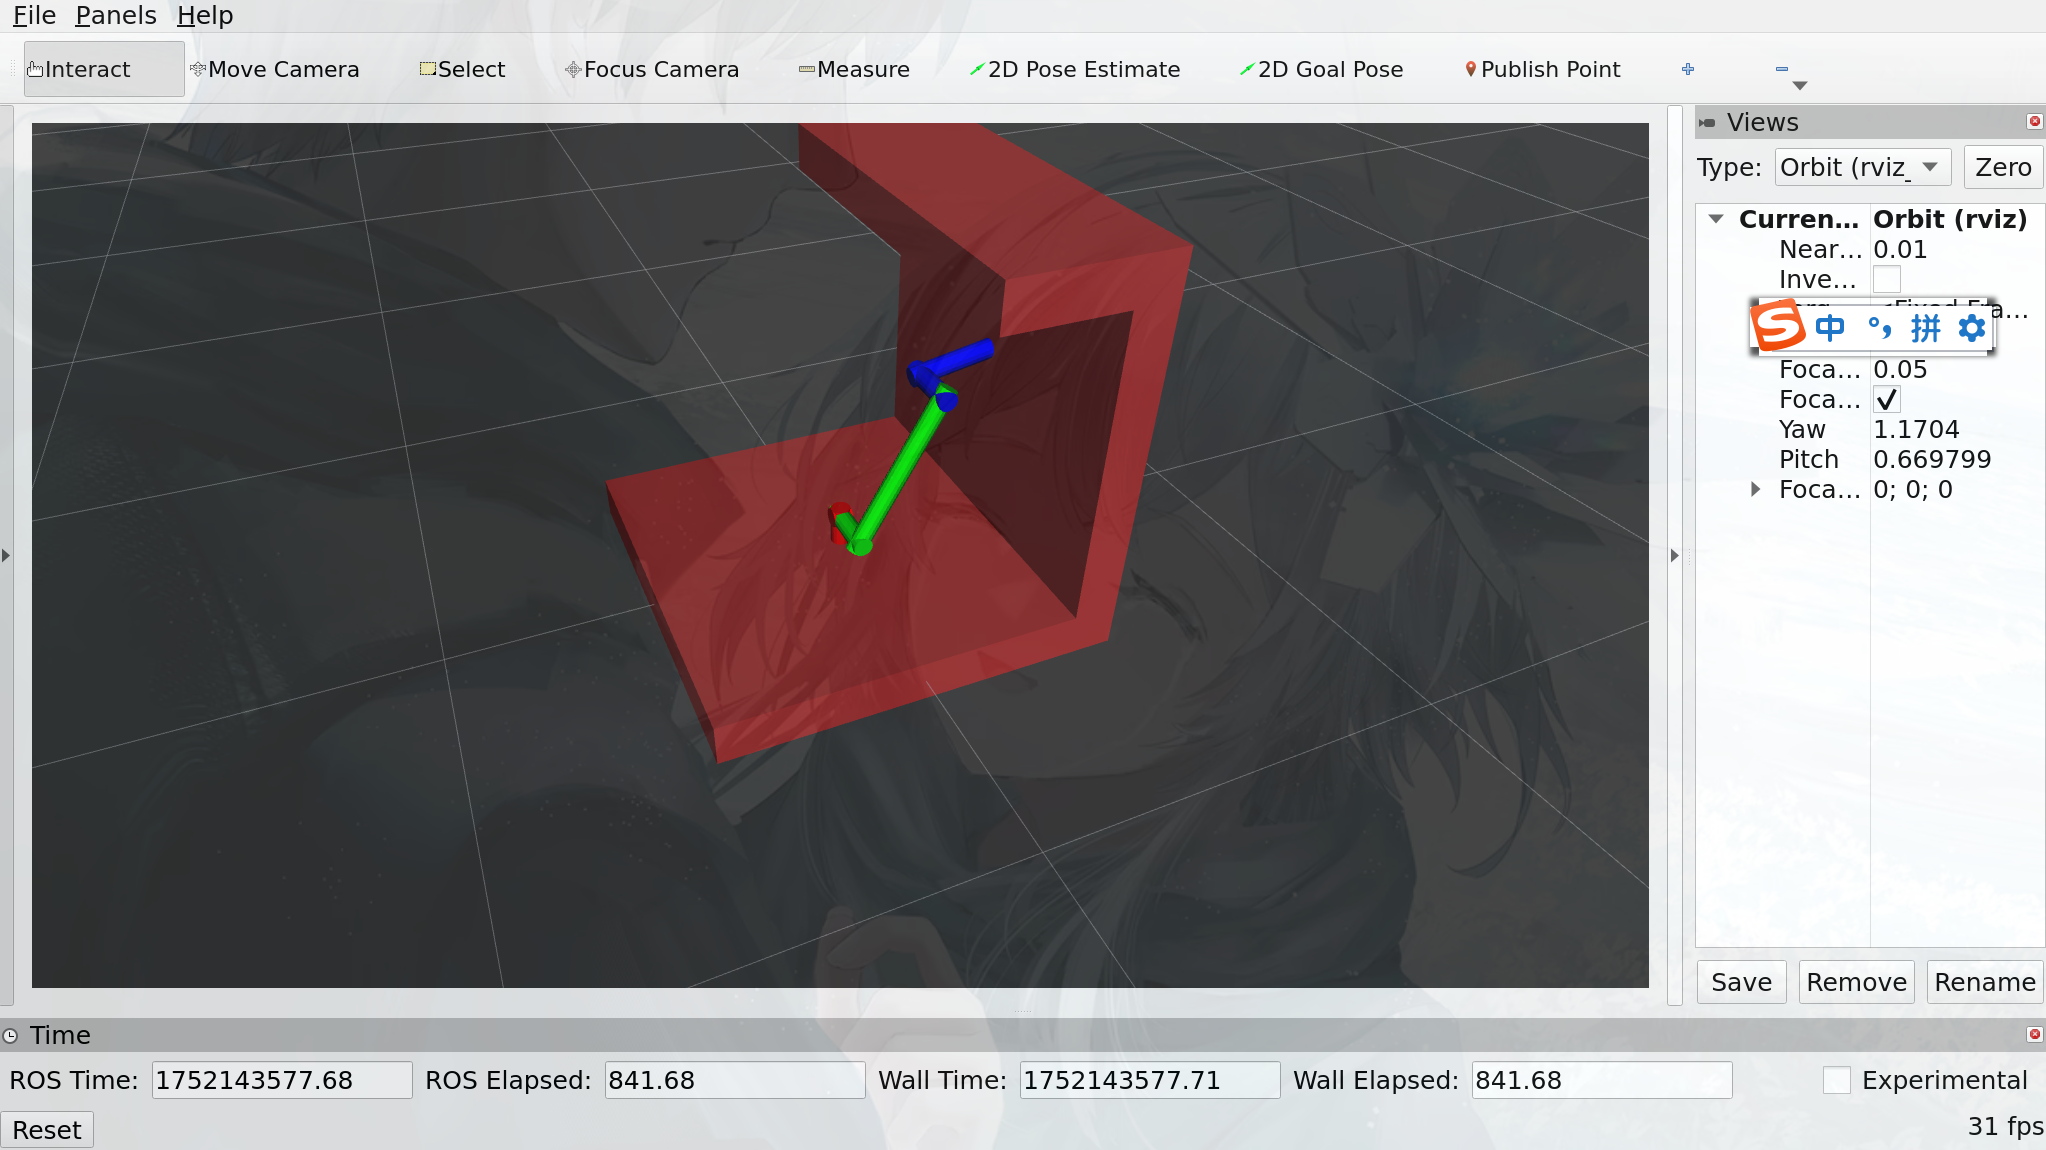 File Panels Help
Interact Move Camera Select Focus Camera Measure 2D Pose Estimate 2D Goal Pose Publish Point
Views
Type: Orbit (rviz_ Zero
Curren... Orbit (rviz)
Near... 0.01
Inve...
a...
中 °, 拼
Foca... 0.05
Foca... ✓
Yaw 1.1704
Pitch 0.669799
Foca... 0; 0; 0
Save Remove Rename
Time
ROS Time: 1752143577.68 ROS Elapsed: 841.68 Wall Time: 1752143577.71 Wall Elapsed: 841.68 Experimental
Reset 31 fps